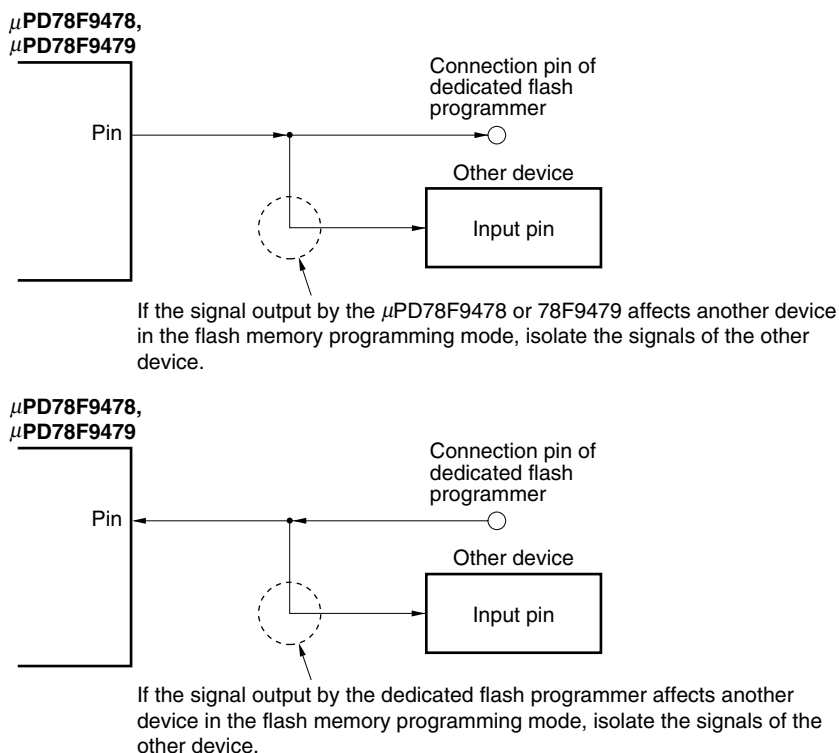 μPD78F9478,
μPD78F9479
Connection pin of
dedicated flash
programmer
Pin
Other device
Input pin
If the signal output by the μPD78F9478 or 78F9479 affects another device
in the flash memory programming mode, isolate the signals of the other
device.
μPD78F9478,
μPD78F9479
Connection pin of
dedicated flash
programmer
Pin
Other device
Input pin
If the signal output by the dedicated flash programmer affects another
device in the flash memory programming mode, isolate the signals of the
other device.